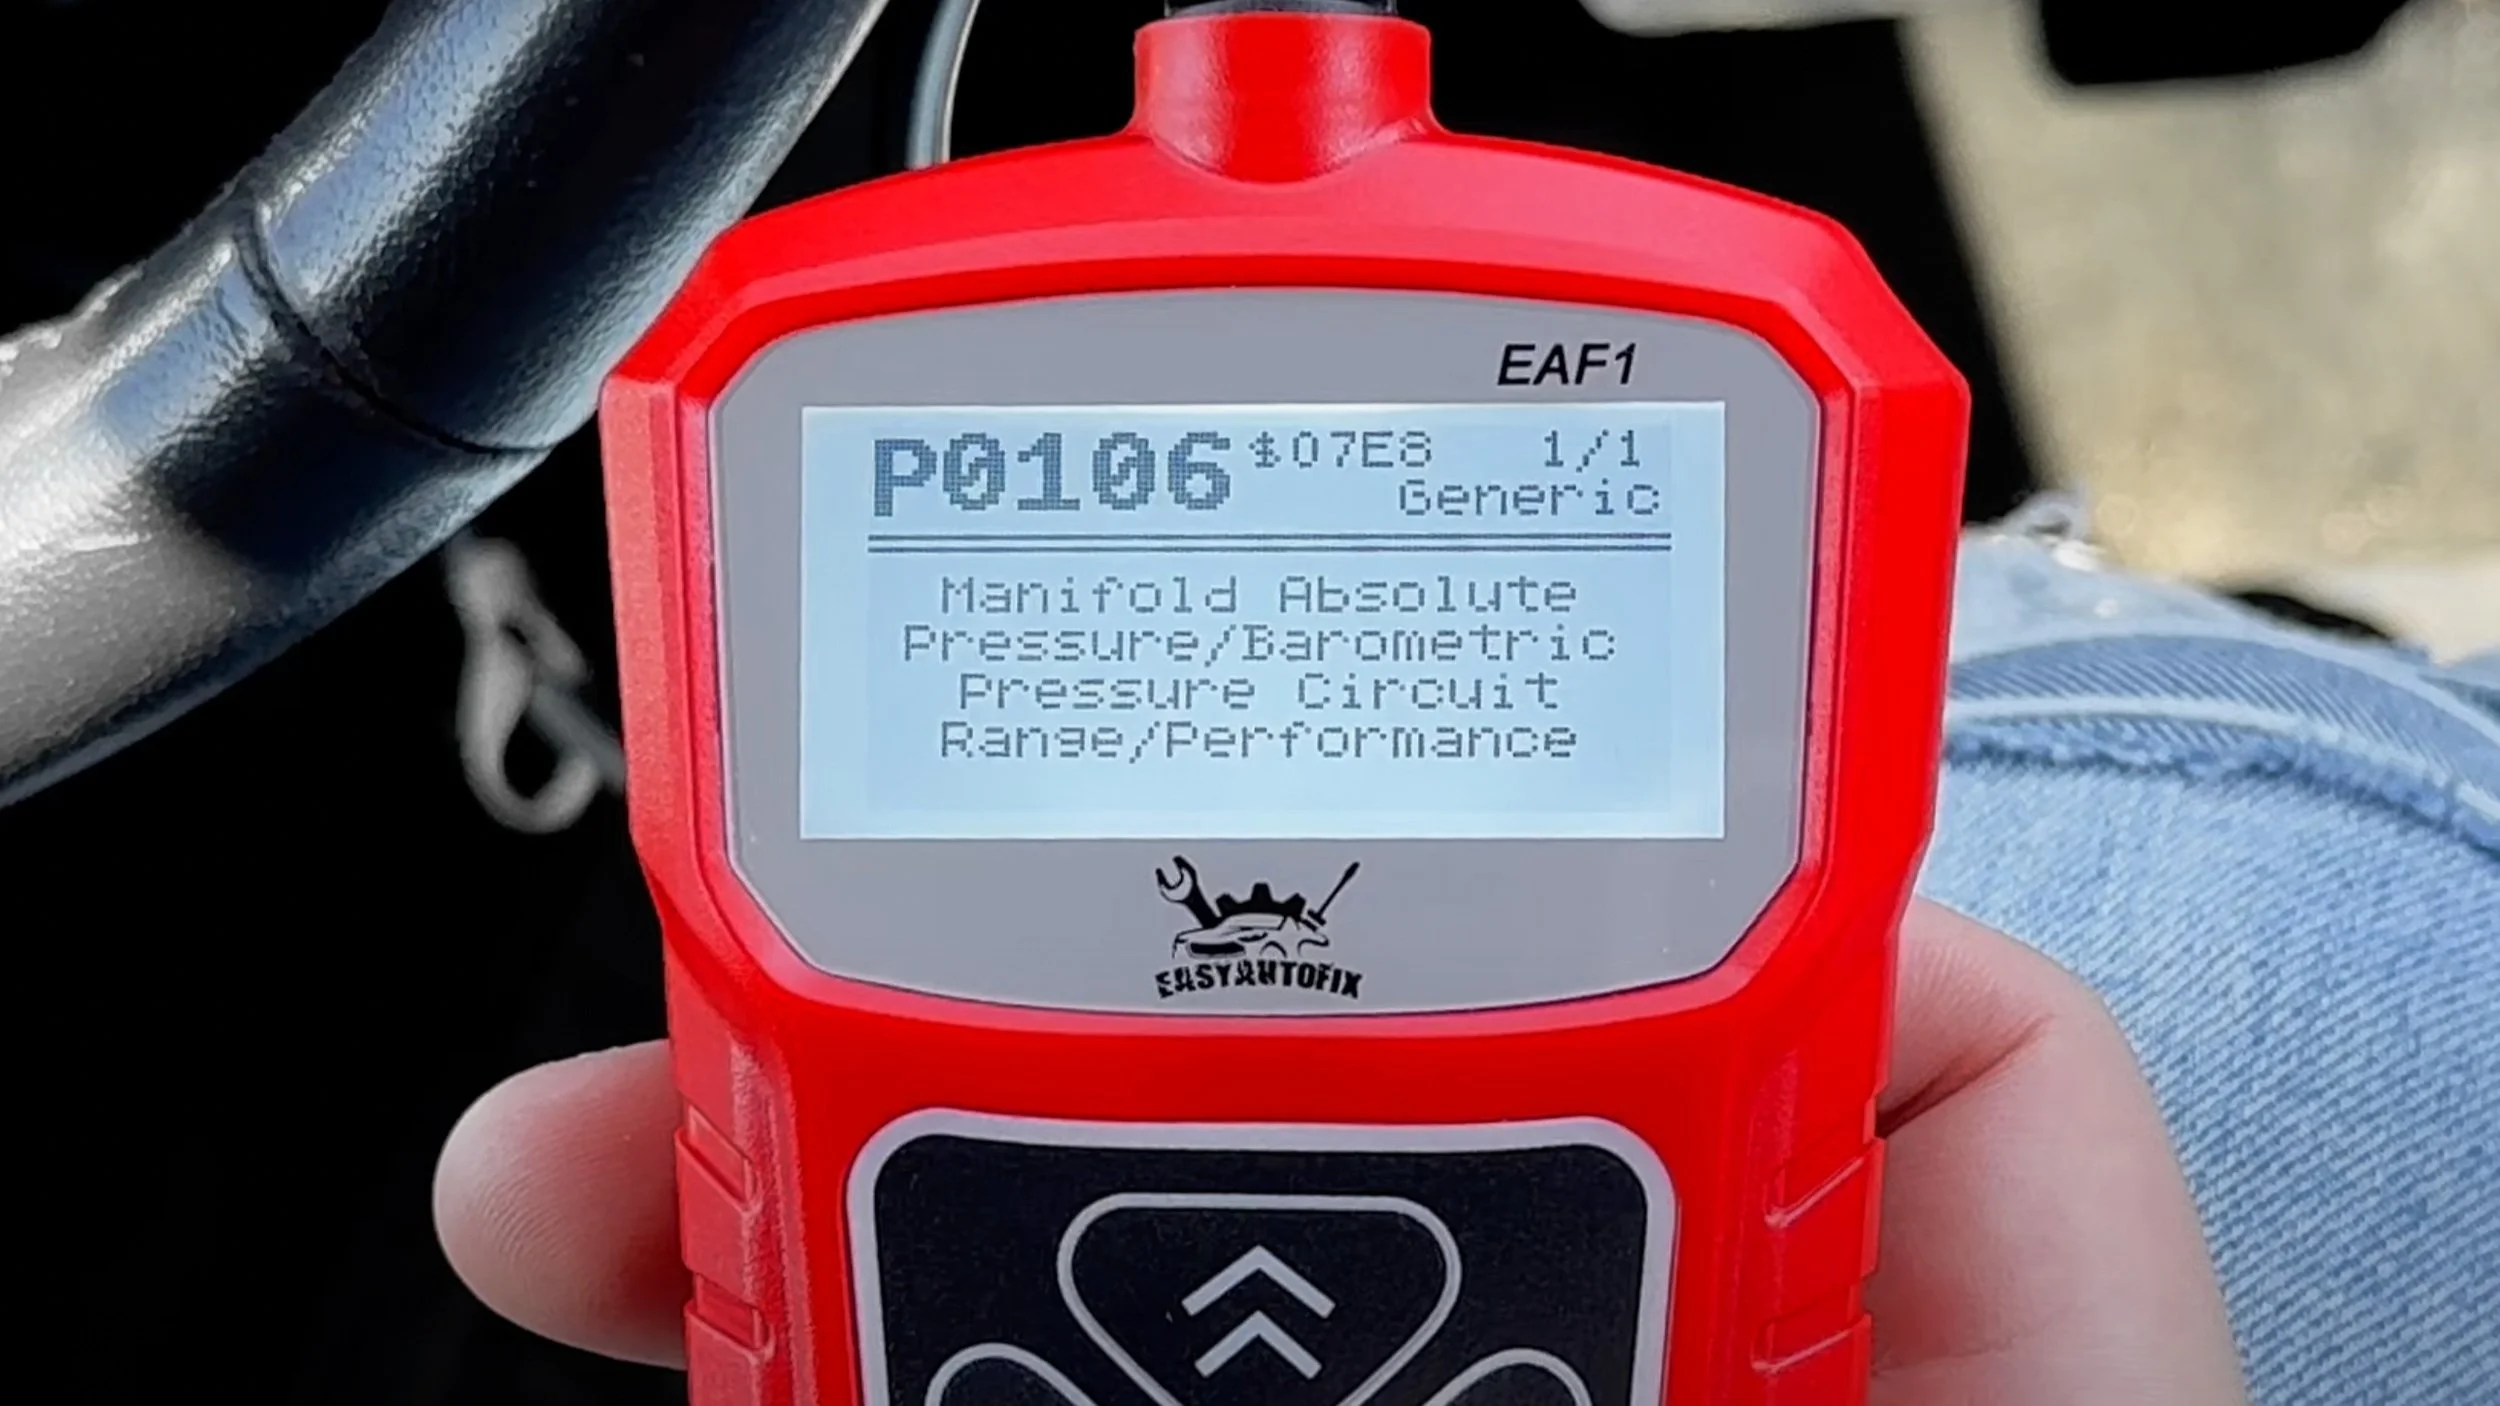 EAF1
P0106 $07E8 1/1
Generic
Manifold Absolute
Pressure/Barometric
Pressure Circuit
Range/Performance
EASYAUTOFIX